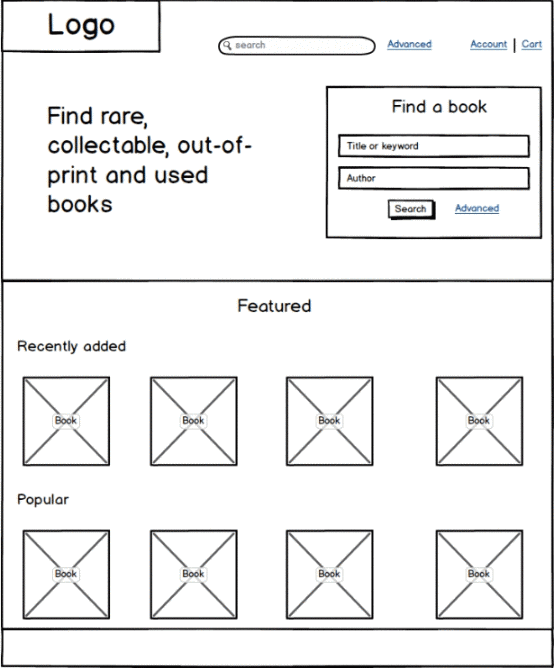 Logo
search
Advanced
Account | Cart
Find rare,
collectable, out-of-
print and used
books
Find a book
Title or keyword
Author
Search
Advanced
Featured
Recently added
Book
Book
Book
Book
Popular
Book
Book
Book
Book